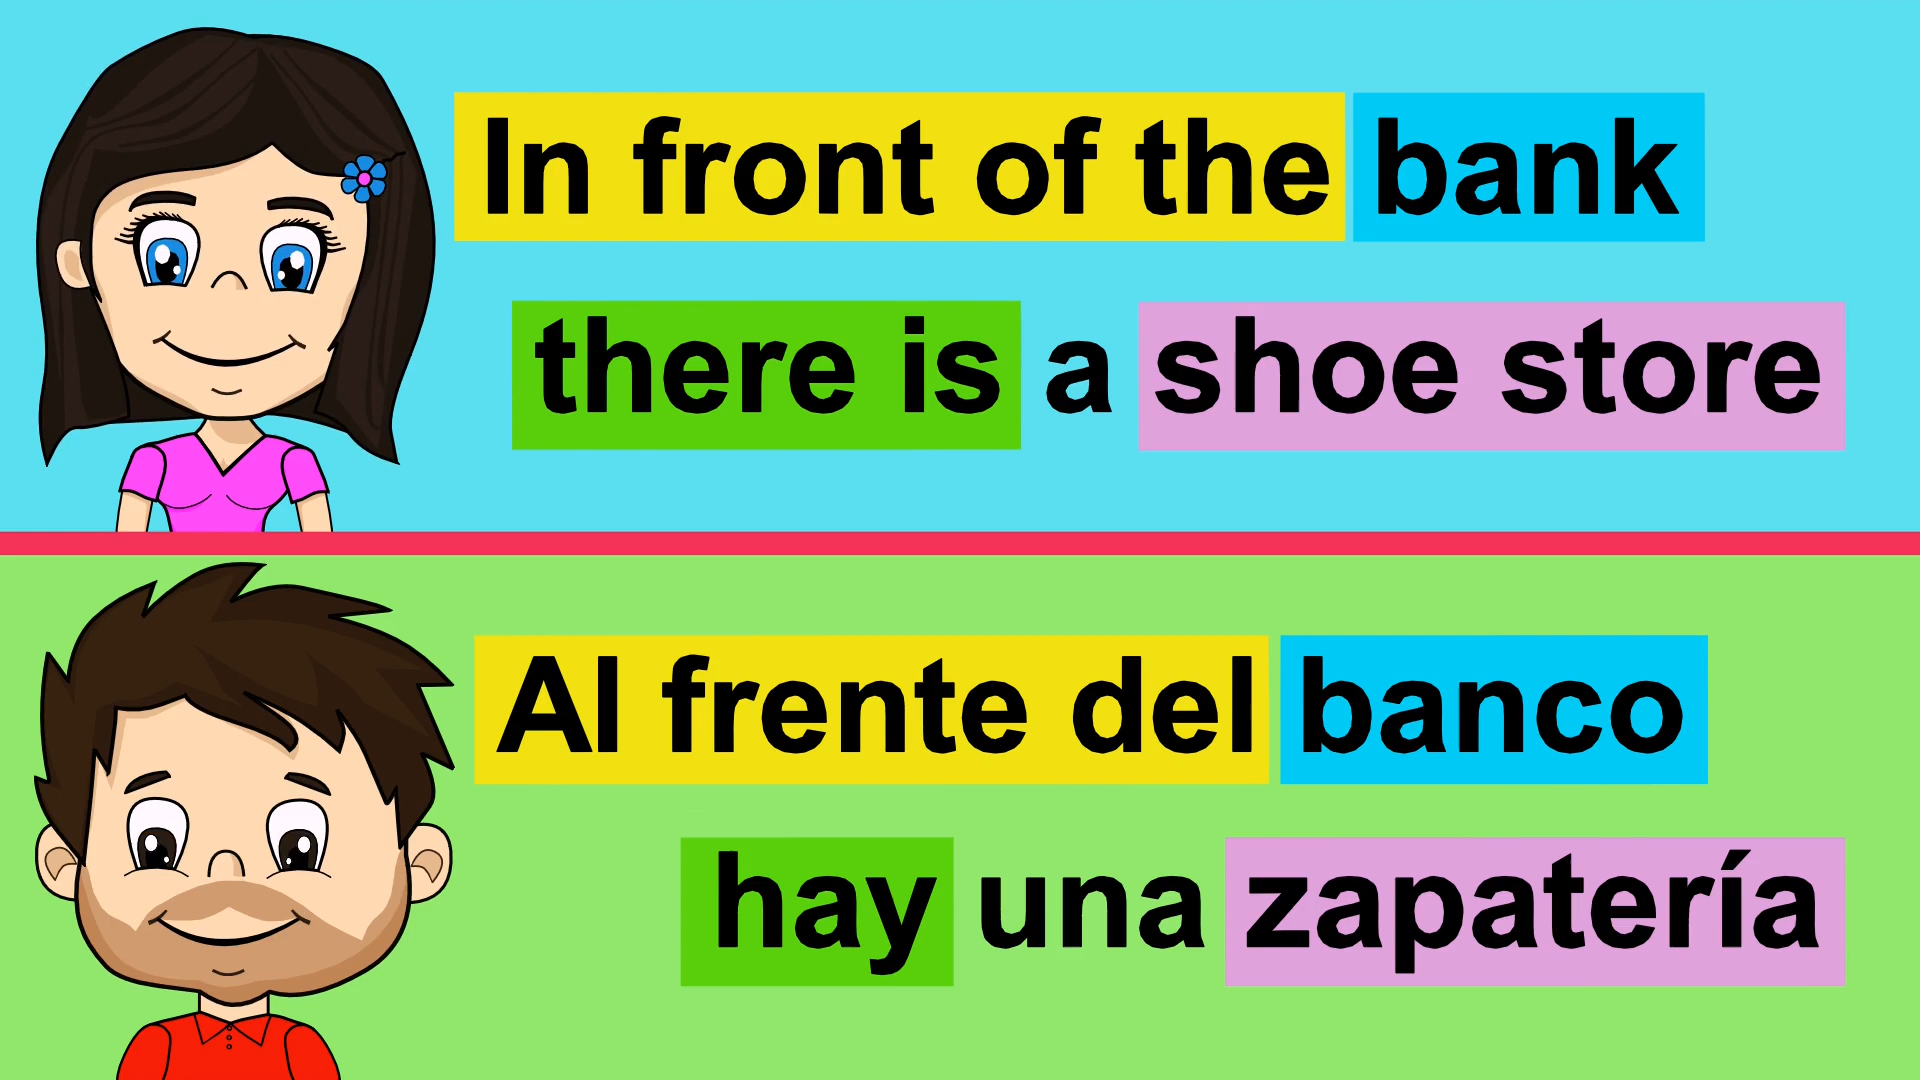 In front of the bank
there is a shoe store
Al frente del banco
hay una zapatería